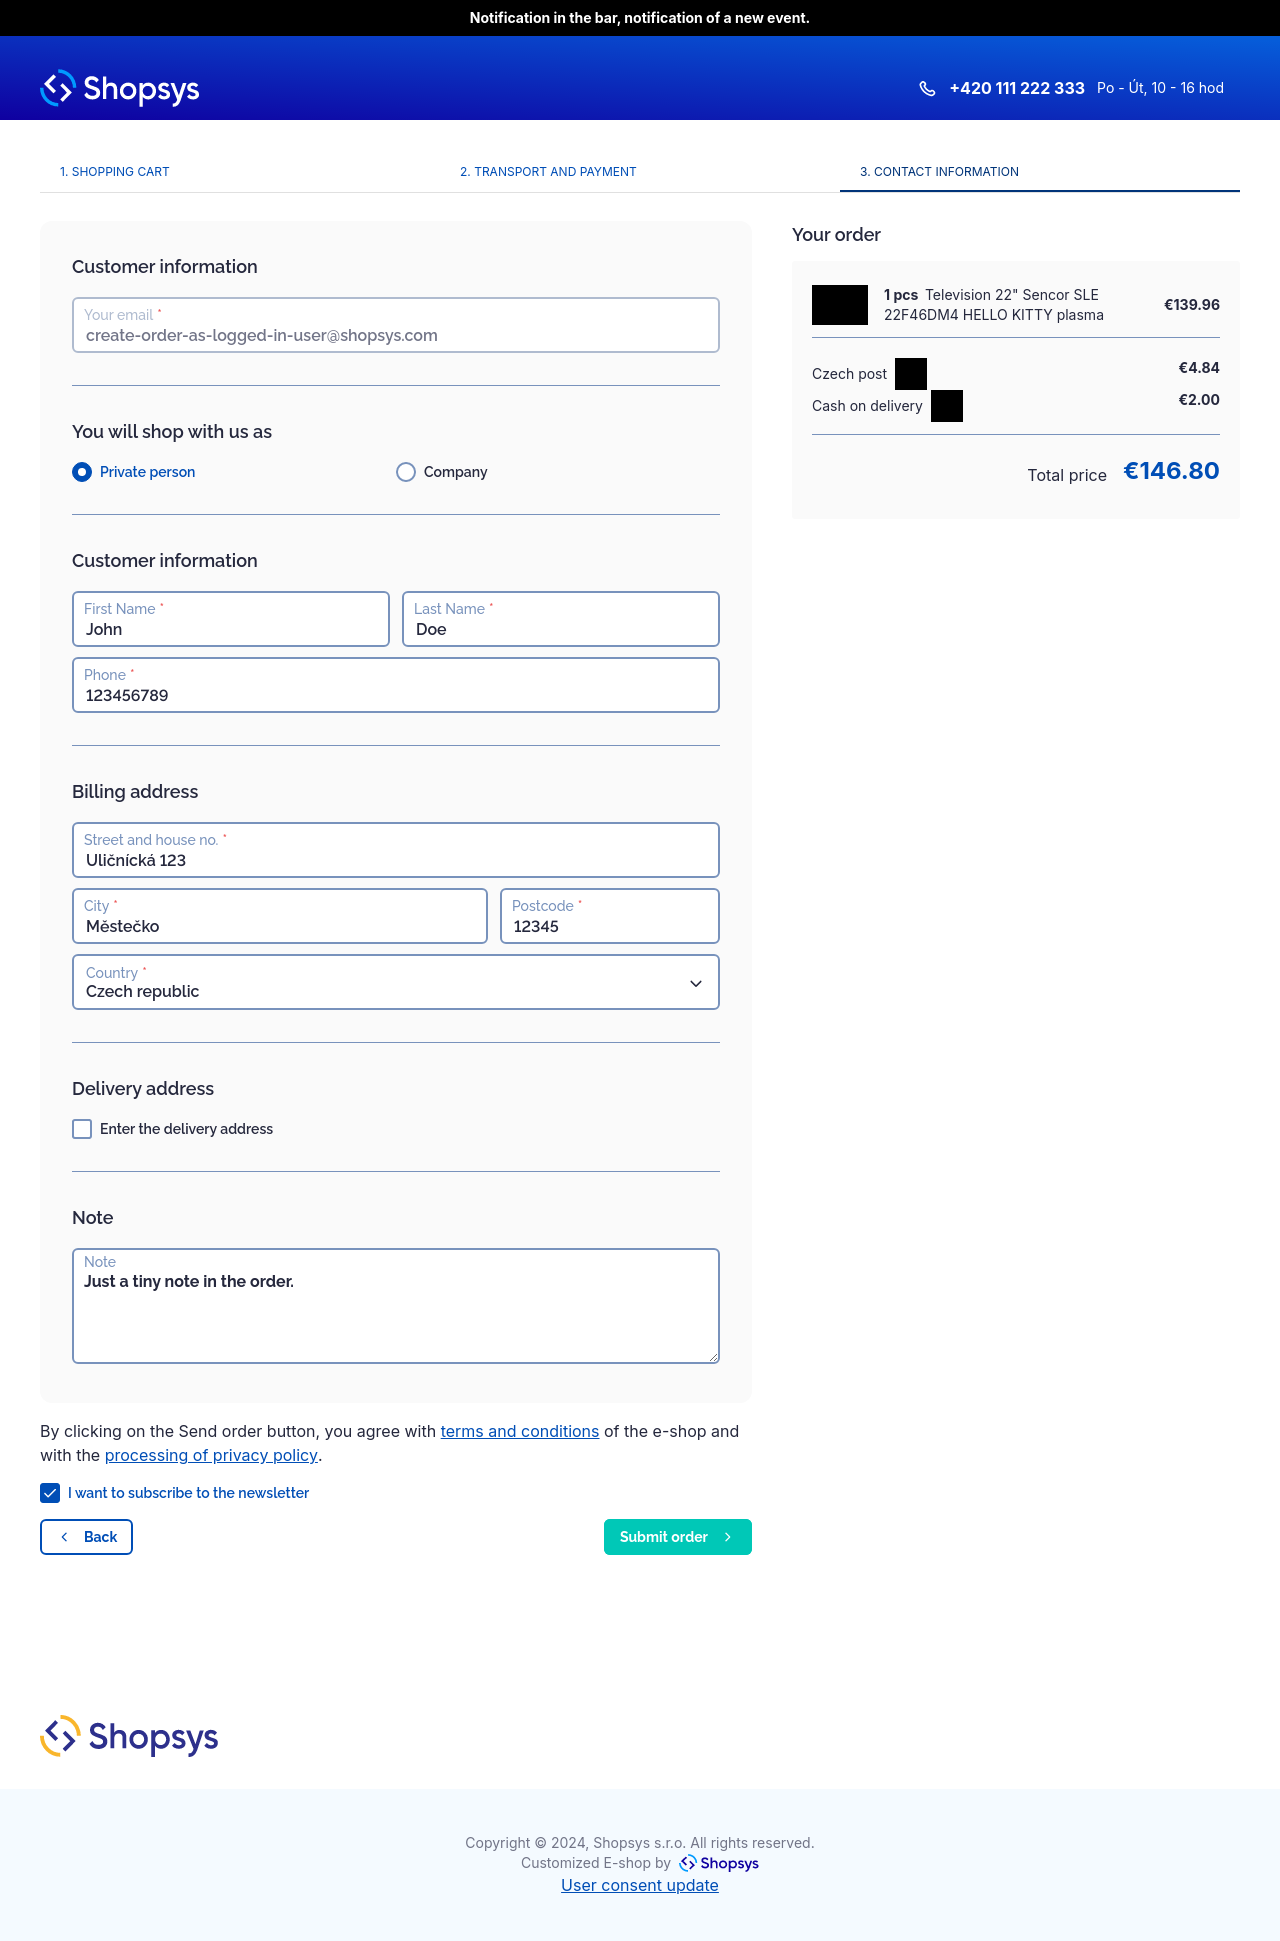 Notification in the bar, notification of a new event.
Shopsys
+420 111 222 333 Po - Út, 10 - 16 hod
1. SHOPPING CART
2. TRANSPORT AND PAYMENT
3. CONTACT INFORMATION
Customer information
Your email *
create-order-as-logged-in-user@shopsys.com
You will shop with us as
Private person
Company
Customer information
First Name *
John
Last Name *
Doe
Phone *
123456789
Billing address
Street and house no. *
Uličnícká 123
City *
Městečko
Postcode *
12345
Country *
Czech republic
Delivery address
Enter the delivery address
Note
Note
Just a tiny note in the order.
By clicking on the Send order button, you agree with terms and conditions of the e-shop and
with the processing of privacy policy.
I want to subscribe to the newsletter
Back
Submit order
Your order
1 pcs Television 22" Sencor SLE
22F46DM4 HELLO KITTY plasma
€139.96
Czech post
€4.84
Cash on delivery
€2.00
Total price €146.80
Shopsys
Copyright © 2024, Shopsys s.r.o. All rights reserved.
Customized E-shop by Shopsys
User consent update